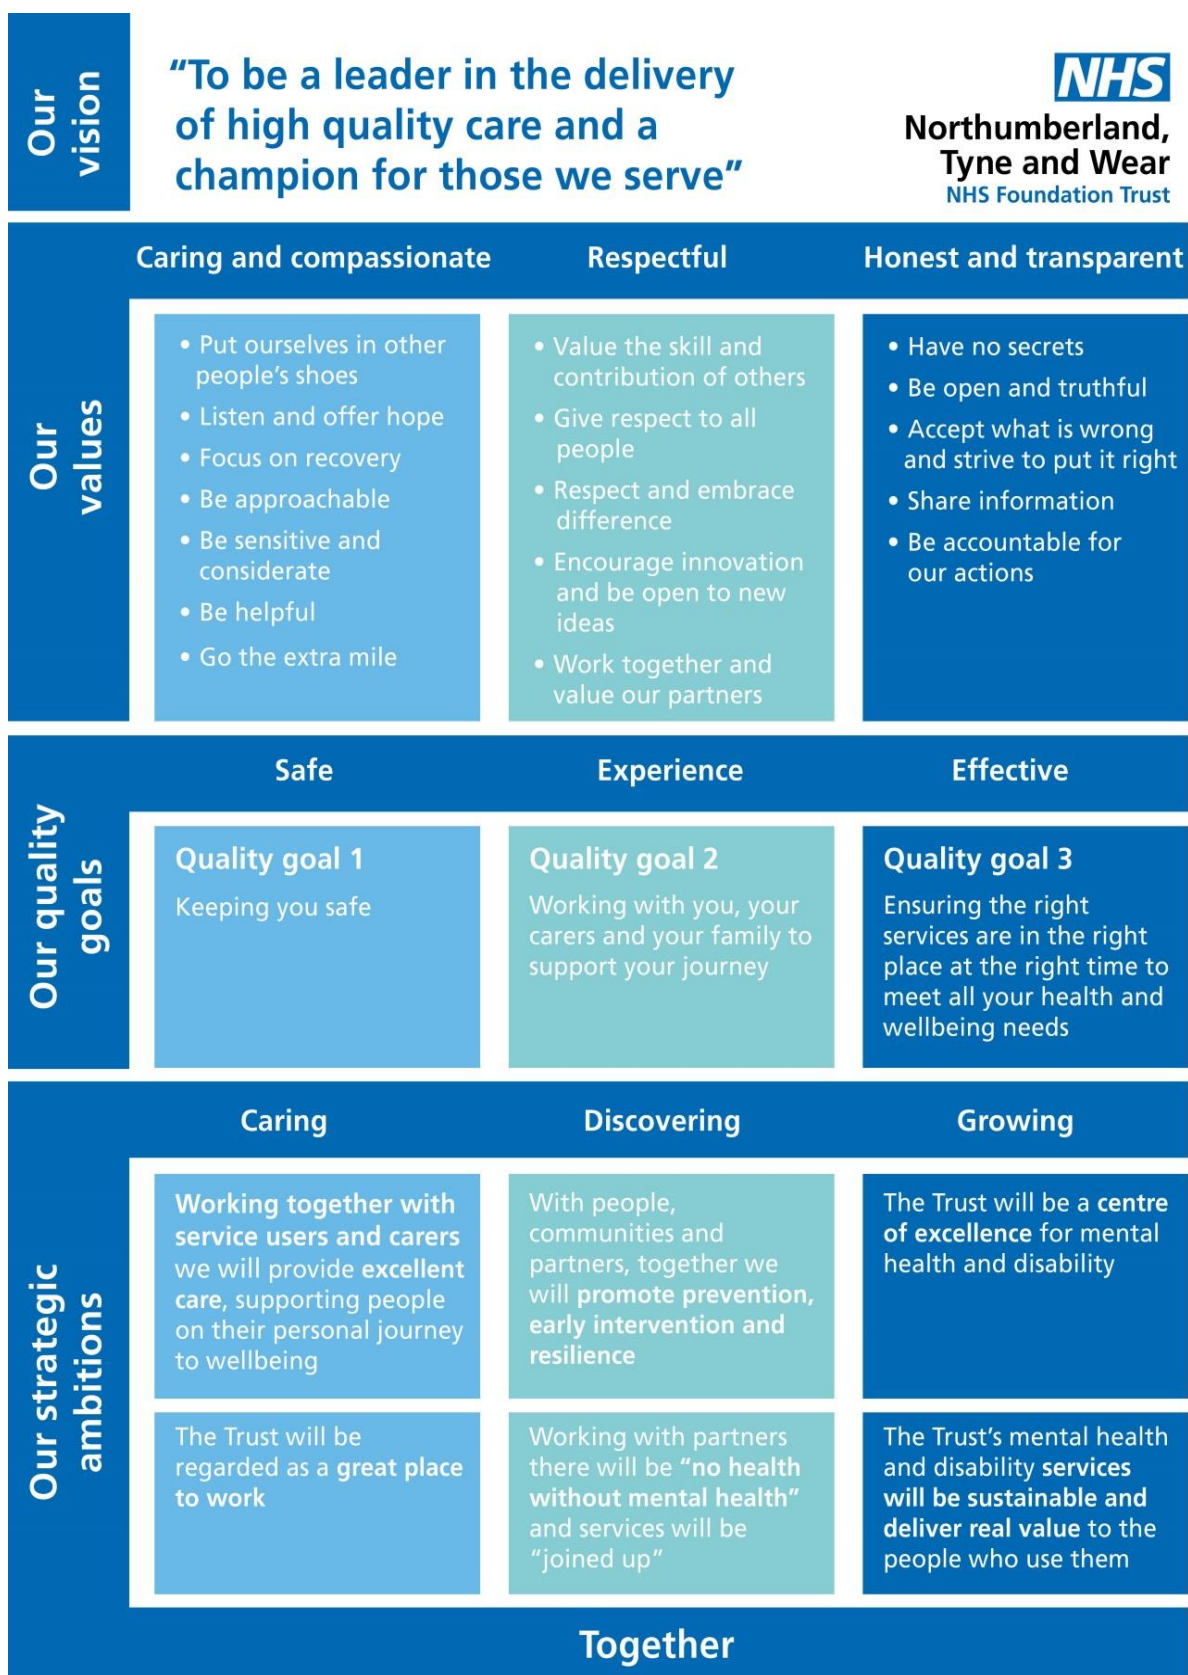 Our
vision
“To be a leader in the delivery
of high quality care and a
champion for those we serve”
NHS
Northumberland,
Tyne and Wear
NHS Foundation Trust
Our
values
Caring and compassionate
• Put ourselves in other
people’s shoes
• Listen and offer hope
• Focus on recovery
• Be approachable
• Be sensitive and
considerate
• Be helpful
• Go the extra mile
Respectful
• Value the skill and
contribution of others
• Give respect to all
people
• Respect and embrace
difference
• Encourage innovation
and be open to new
ideas
• Work together and
value our partners
Honest and transparent
• Have no secrets
• Be open and truthful
• Accept what is wrong
and strive to put it right
• Share information
• Be accountable for
our actions
Our quality
goals
Safe
Quality goal 1
Keeping you safe
Experience
Quality goal 2
Working with you, your
carers and your family to
support your journey
Effective
Quality goal 3
Ensuring the right
services are in the right
place at the right time to
meet all your health and
wellbeing needs
Our strategic
ambitions
Caring
Working together with
service users and carers
we will provide excellent
care, supporting people
on their personal journey
to wellbeing
The Trust will be
regarded as a great place
to work
Discovering
With people,
communities and
partners, together we
will promote prevention,
early intervention and
resilience
Working with partners
there will be “no health
without mental health”
and services will be
“joined up”
Growing
The Trust will be a centre
of excellence for mental
health and disability
The Trust’s mental health
and disability services
will be sustainable and
deliver real value to the
people who use them
Together